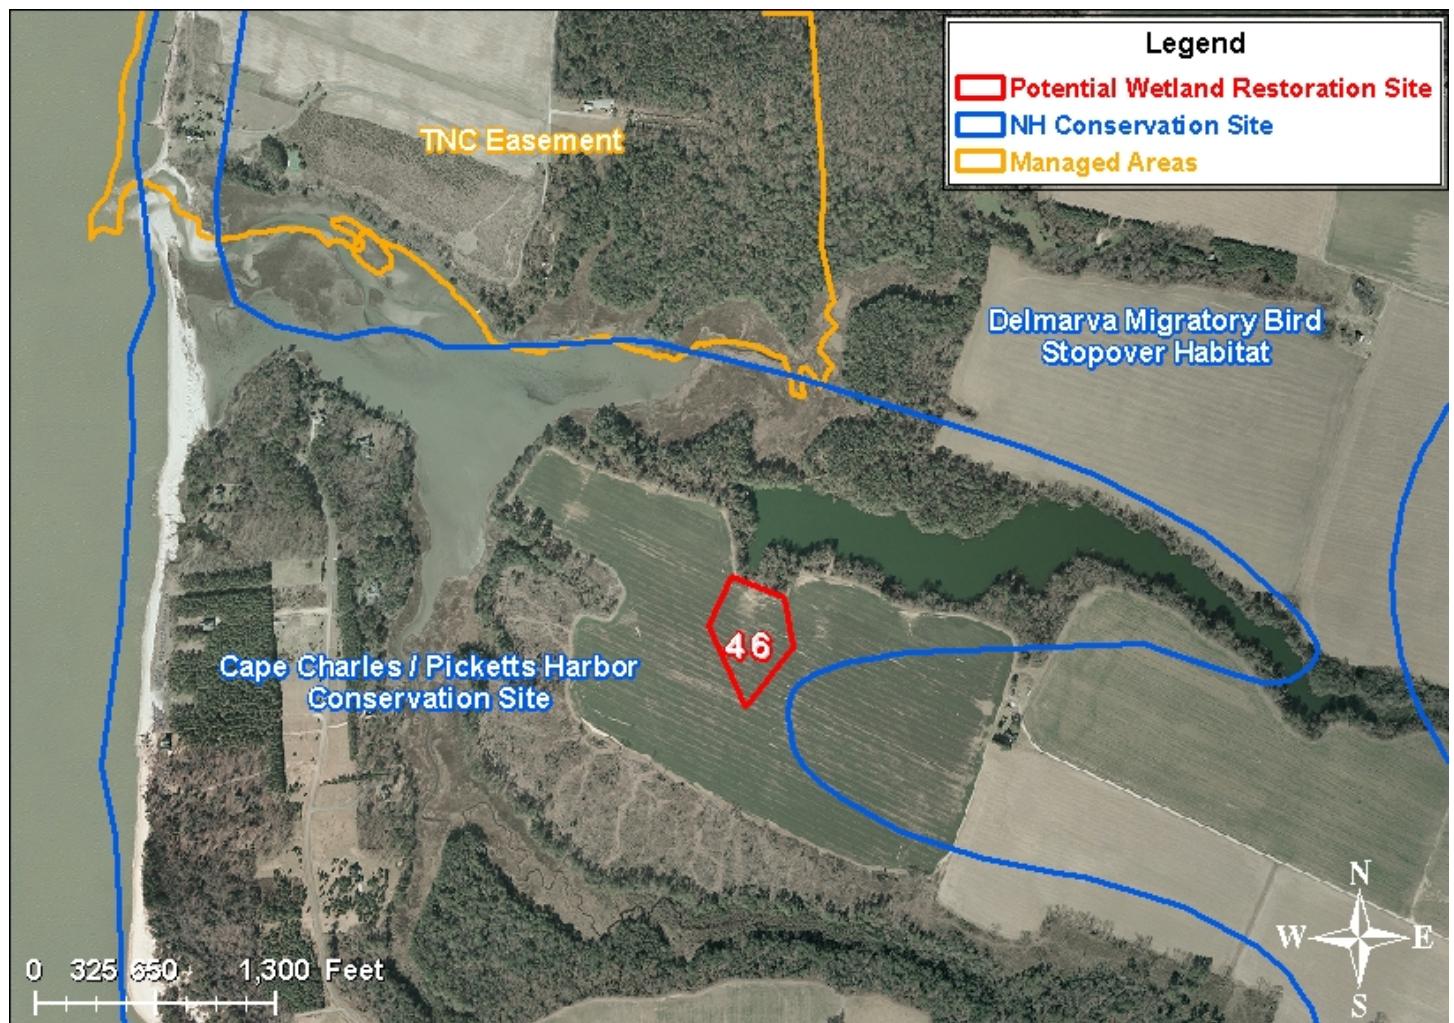 Legend
Potential Wetland Restoration Site
NH Conservation Site
Managed Areas
TNC Easement
Delmarva Migratory Bird
Stopover Habitat
46
Cape Charles / Picketts Harbor
Conservation Site
N
W E
S
0 325 650 1,300 Feet